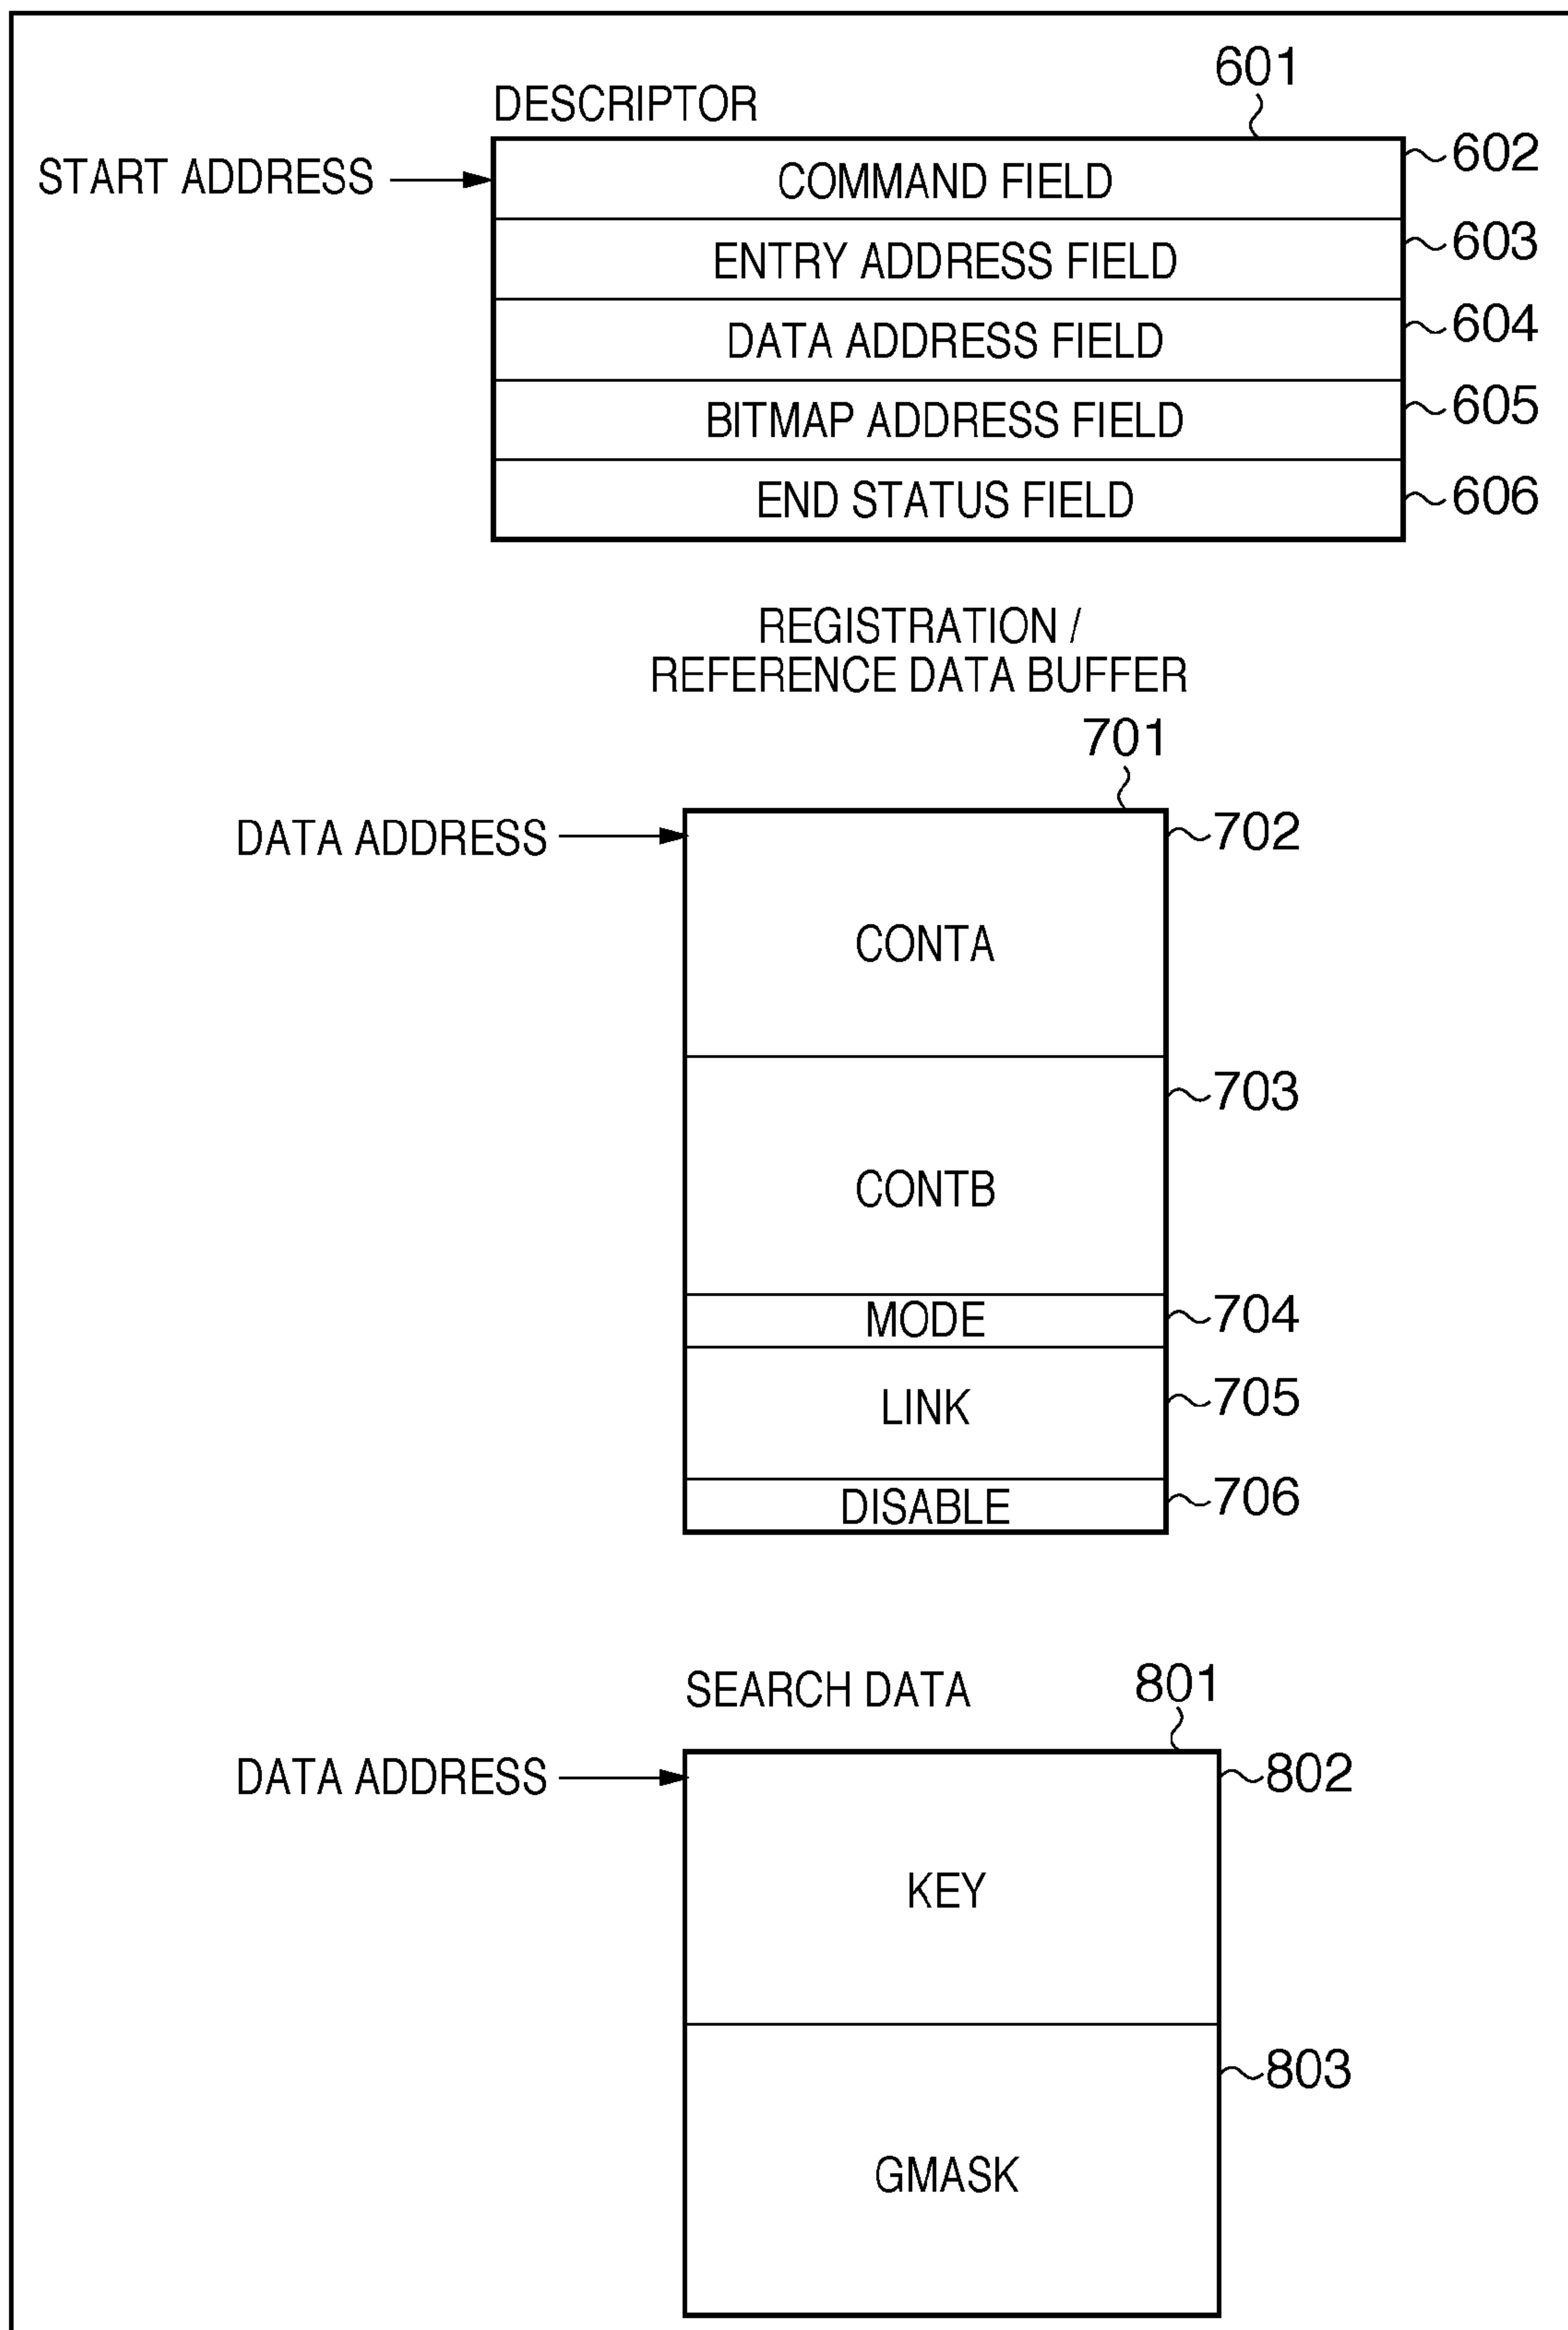 601
DESCRIPTOR
START ADDRESS
COMMAND FIELD
602
ENTRY ADDRESS FIELD
603
DATA ADDRESS FIELD
604
BITMAP ADDRESS FIELD
605
END STATUS FIELD
606
REGISTRATION /
REFERENCE DATA BUFFER
701
DATA ADDRESS
702
CONTA
703
CONTB
MODE
704
LINK
705
DISABLE
706
SEARCH DATA
801
DATA ADDRESS
802
KEY
803
GMASK